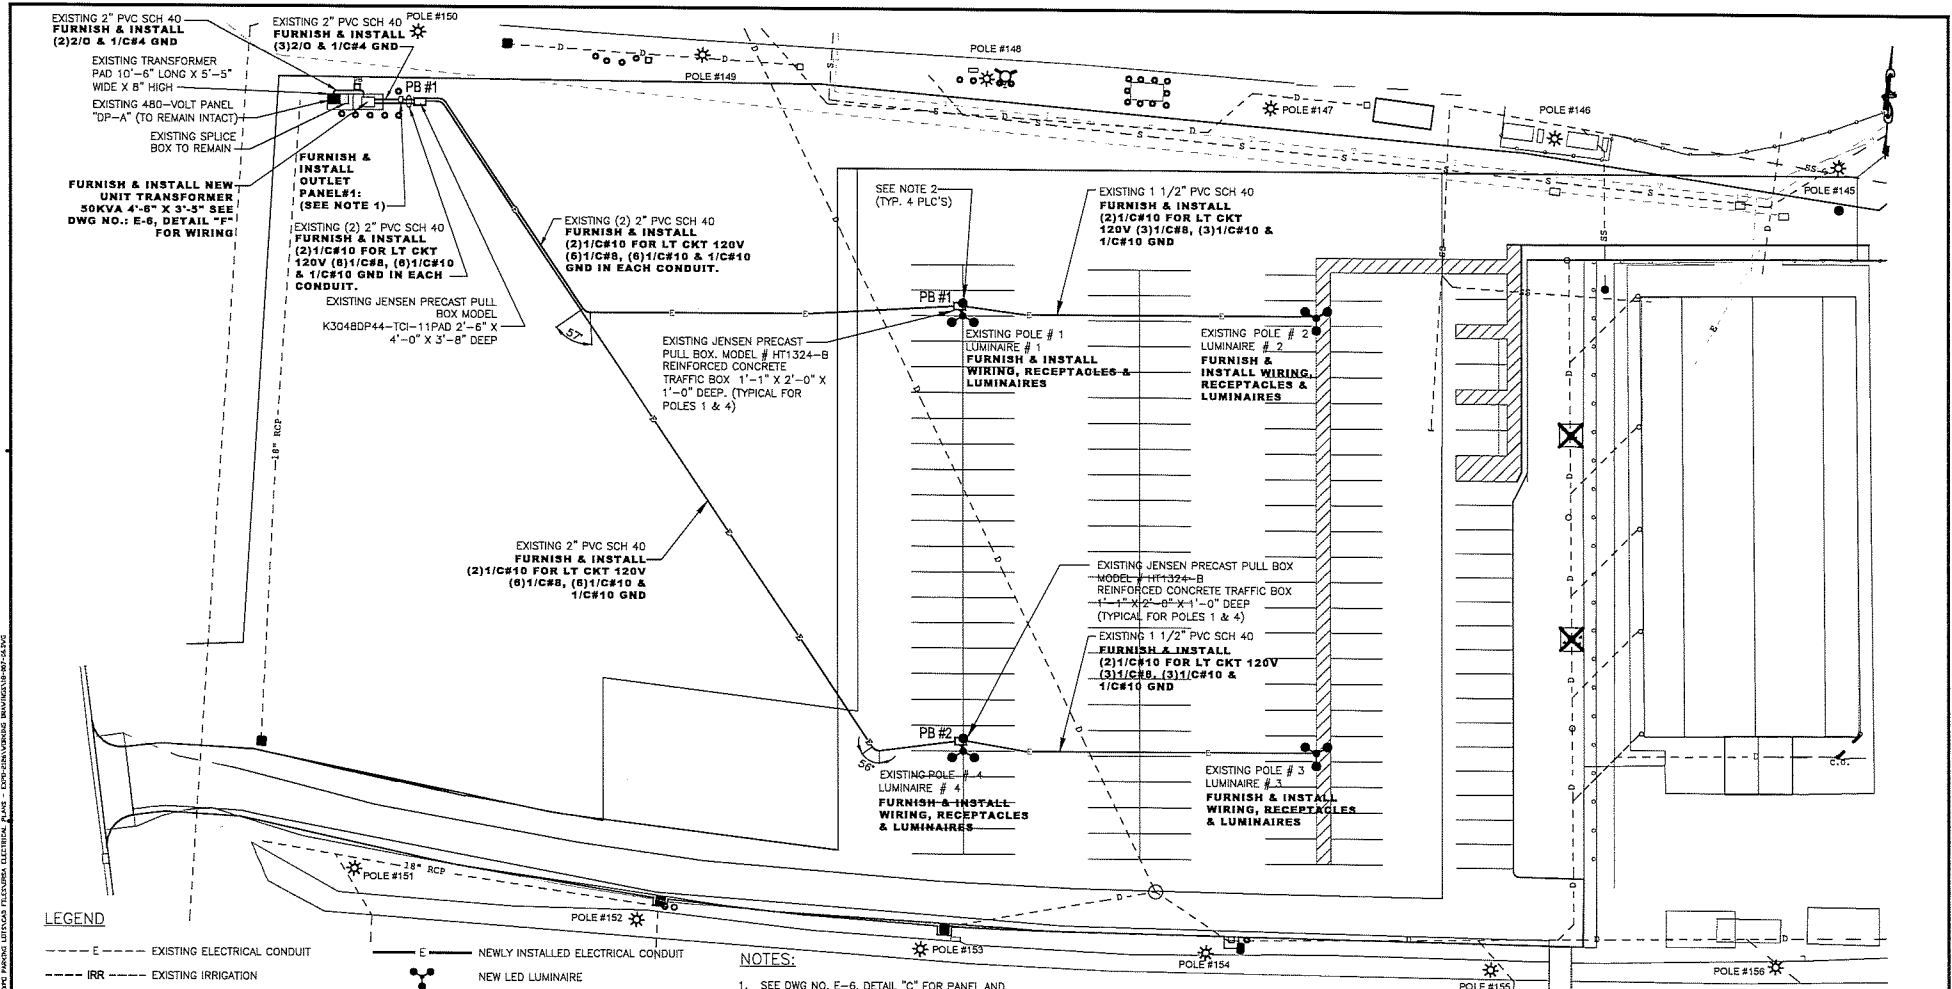 EXISTING 2" PVC SCH 40
FURNISH & INSTALL
(2)2/0 & 1/C#4 GND
EXISTING 2" PVC SCH 40
FURNISH & INSTALL
(3)2/0 & 1/C#4 GND
POLE #150
EXISTING TRANSFORMER
PAD 10'-6" LONG X 5'-5"
WIDE X 8" HIGH
EXISTING 480-VOLT PANEL
"DP-A" (TO REMAIN INTACT)
EXISTING SPLICE
BOX TO REMAIN
FURNISH & INSTALL NEW
UNIT TRANSFORMER
50KVA 4'-6" X 3'-5" SEE
DWG NO.: E-6, DETAIL "F"
FOR WIRING
PB #1
FURNISH &
INSTALL
OUTLET
PANEL#1:
(SEE NOTE 1)
EXISTING (2) 2" PVC SCH 40
FURNISH & INSTALL
(2)1/C#10 FOR LT CKT
120V (6)1/C#8, (6)1/C#10
& 1/C#10 GND IN EACH
CONDUIT.
EXISTING JENSEN PRECAST PULL
BOX MODEL
K3048DP44-TCI-11PAD 2'-6" X
4'-0" X 3'-8" DEEP
EXISTING (2) 2" PVC SCH 40
FURNISH & INSTALL
(2)1/C#10 FOR LT CKT 120V
(6)1/C#8, (6)1/C#10 & 1/C#10
GND IN EACH CONDUIT.
57'
POLE #149
POLE #148
POLE #147
POLE #146
POLE #145
SEE NOTE 2
(TYP. 4 PLC'S)
EXISTING 1 1/2" PVC SCH 40
FURNISH & INSTALL
(2)1/C#10 FOR LT CKT
120V (3)1/C#8, (3)1/C#10 &
1/C#10 GND
PB #1
EXISTING JENSEN PRECAST
PULL BOX. MODEL # HT1324-B
REINFORCED CONCRETE
TRAFFIC BOX 1'-1" X 2'-0" X
1'-0" DEEP. (TYPICAL FOR
POLES 1 & 4)
EXISTING POLE # 1
LUMINAIRE # 1
FURNISH & INSTALL
WIRING, RECEPTACLES &
LUMINAIRES
EXISTING POLE # 2
LUMINAIRE # 2
FURNISH &
INSTALL WIRING,
RECEPTACLES &
LUMINAIRES
18" RCP
EXISTING 2" PVC SCH 40
FURNISH & INSTALL
(2)1/C#10 FOR LT CKT 120V
(6)1/C#8, (6)1/C#10 &
1/C#10 GND
EXISTING JENSEN PRECAST PULL BOX
MODEL # HT1324-B
REINFORCED CONCRETE TRAFFIC BOX
1'-1" X 2'-0" X 1'-0" DEEP
(TYPICAL FOR POLES 1 & 4)
EXISTING 1 1/2" PVC SCH 40
FURNISH & INSTALL
(2)1/C#10 FOR LT CKT 120V
(3)1/C#8, (3)1/C#10 &
1/C#10 GND
PB #2
56'
EXISTING POLE # 4
LUMINAIRE # 4
FURNISH & INSTALL
WIRING, RECEPTACLES
& LUMINAIRES
EXISTING POLE # 3
LUMINAIRE # 3
FURNISH & INSTALL
WIRING, RECEPTACLES
& LUMINAIRES
C.O.
18" RCP
POLE #151
POLE #152
POLE #153
POLE #154
POLE #155
POLE #156
LEGEND
E EXISTING ELECTRICAL CONDUIT
E NEWLY INSTALLED ELECTRICAL CONDUIT
IRR EXISTING IRRIGATION
NEW LED LUMINAIRE
NOTES:
1. SEE DWG NO. E-6, DETAIL "C" FOR PANEL AND